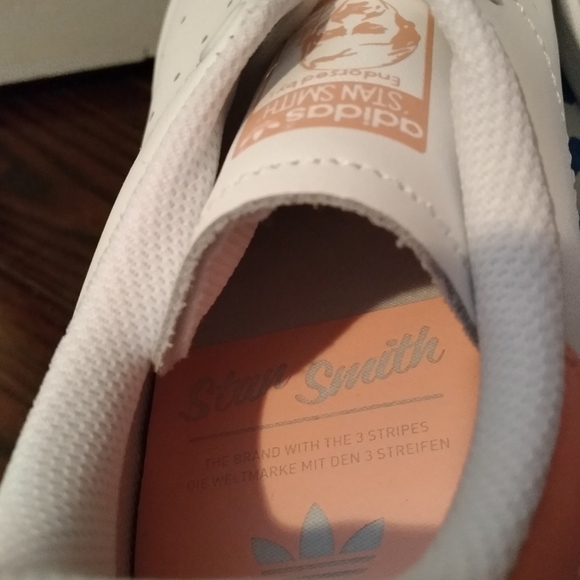 Endorsed by:
STAN SMITH
adidas
Stan Smith
THE BRAND WITH THE 3 STRIPES
DIE WELTMARKE MIT DEN 3 STREIFEN